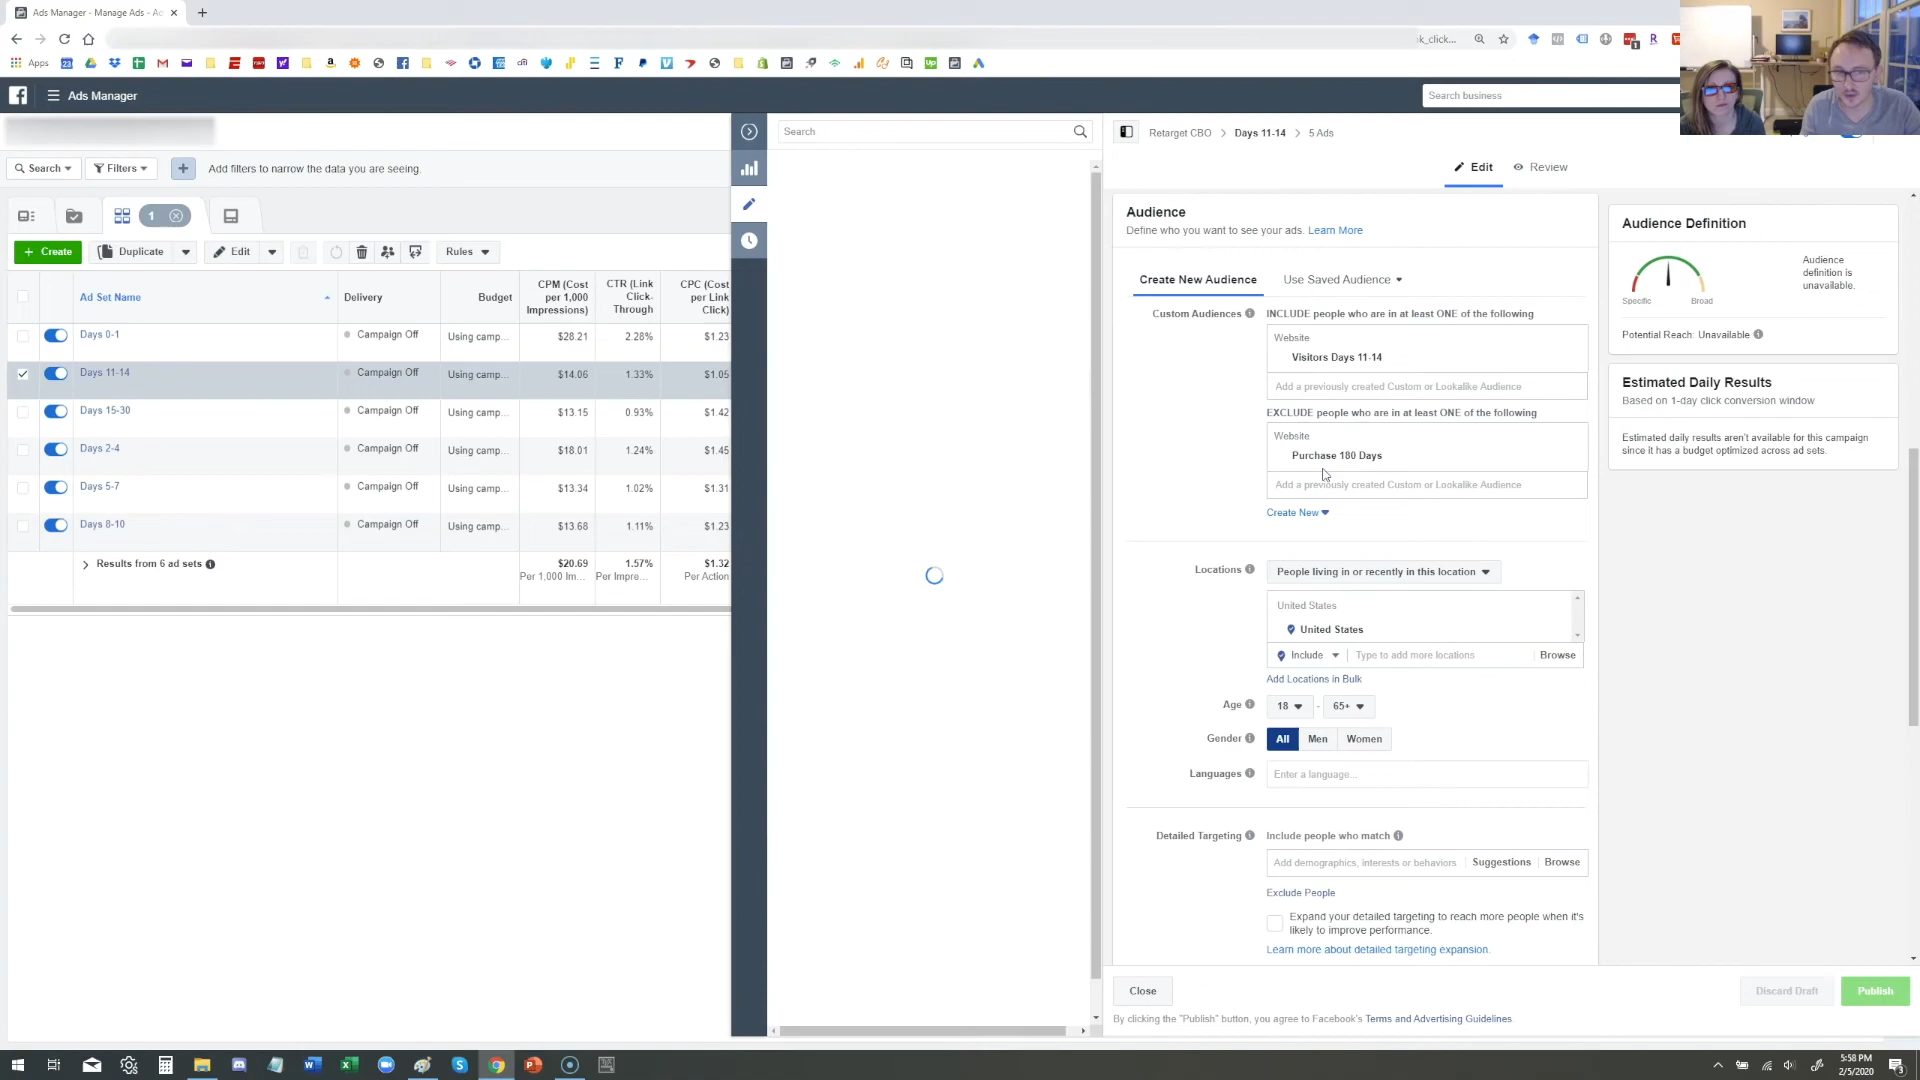 Ads Manager - Manage Ads - Ac
k_click...
Apps
Ads Manager
Search business
Search
Retarget CBO > Days 11-14 > 5 Ads
Search
Filters
Add filters to narrow the data you are seeing.
Edit
Review
1
Audience
Define who you want to see your ads. Learn More
Audience Definition
Audience definition is unavailable.
Specific
Broad
Potential Reach: Unavailable
Create
Duplicate
Edit
Rules
Create New Audience
Use Saved Audience
Ad Set Name
Delivery
Budget
CPM (Cost per 1,000 Impressions)
CTR (Link Click-Through
CPC (Cost per Link Click)
Days 0-1 Campaign Off Using camp... $28.21 2.28% $1.23
Days 11-14 Campaign Off Using camp... $14.06 1.33% $1.05
Days 15-30 Campaign Off Using camp... $13.15 0.93% $1.42
Days 2-4 Campaign Off Using camp... $18.01 1.24% $1.45
Days 5-7 Campaign Off Using camp... $13.34 1.02% $1.31
Days 8-10 Campaign Off Using camp... $13.68 1.11% $1.23
Results from 6 ad sets $20.69 1.57% $1.32
Per 1,000 Im... Per Impre... Per Action
Custom Audiences
INCLUDE people who are in at least ONE of the following
Website
Visitors Days 11-14
Add a previously created Custom or Lookalike Audience
EXCLUDE people who are in at least ONE of the following
Website
Purchase 180 Days
Add a previously created Custom or Lookalike Audience
Create New
Estimated Daily Results
Based on 1-day click conversion window
Estimated daily results aren't available for this campaign
since it has a budget optimized across ad sets.
Locations
People living in or recently in this location
United States
United States
Include
Type to add more locations
Browse
Add Locations in Bulk
Age
18 - 65+
Gender
All Men Women
Languages
Enter a language...
Detailed Targeting
Include people who match
Add demographics, interests or behaviors
Suggestions
Browse
Exclude People
Expand your detailed targeting to reach more people when it's
likely to improve performance.
Learn more about detailed targeting expansion.
Close
Discard Draft
Publish
By clicking the "Publish" button, you agree to Facebook's Terms and Advertising Guidelines.
5:58 PM
2/5/2020